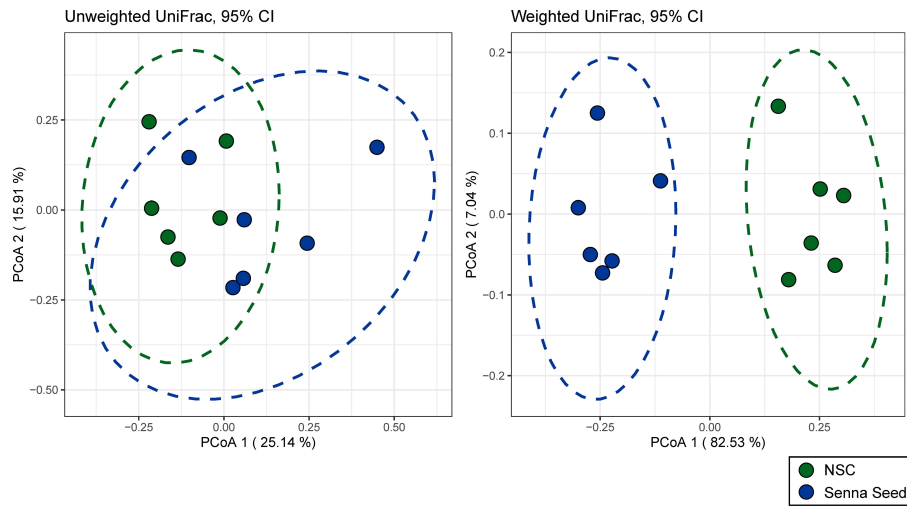 Unweighted UniFrac, 95% CI
Weighted UniFrac, 95% CI
PCoA 2 ( 15.91 %)
0.25
0.00
−0.25
−0.50
−0.25
0.00
0.25
0.50
PCoA 1 ( 25.14 %)
PCoA 2 ( 7.04 %)
0.2
0.1
0.0
−0.1
−0.2
−0.25
0.00
0.25
PCoA 1 ( 82.53 %)
NSC
Senna Seed